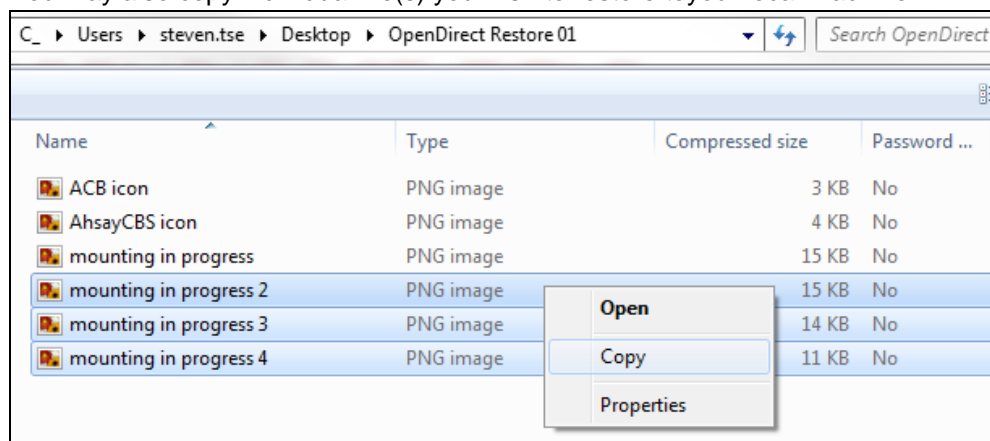 C_ ▸ Users ▸ steven.tse ▸ Desktop ▸ OpenDirect Restore 01 Search OpenDirect
Name Type Compressed size Password ...
ACB icon PNG image 3 KB No
AhsayCBS icon PNG image 4 KB No
mounting in progress PNG image 15 KB No
mounting in progress 2 PNG image 15 KB No
Open
mounting in progress 3 PNG image 14 KB No
mounting in progress 4 PNG image Copy 11 KB No
Properties